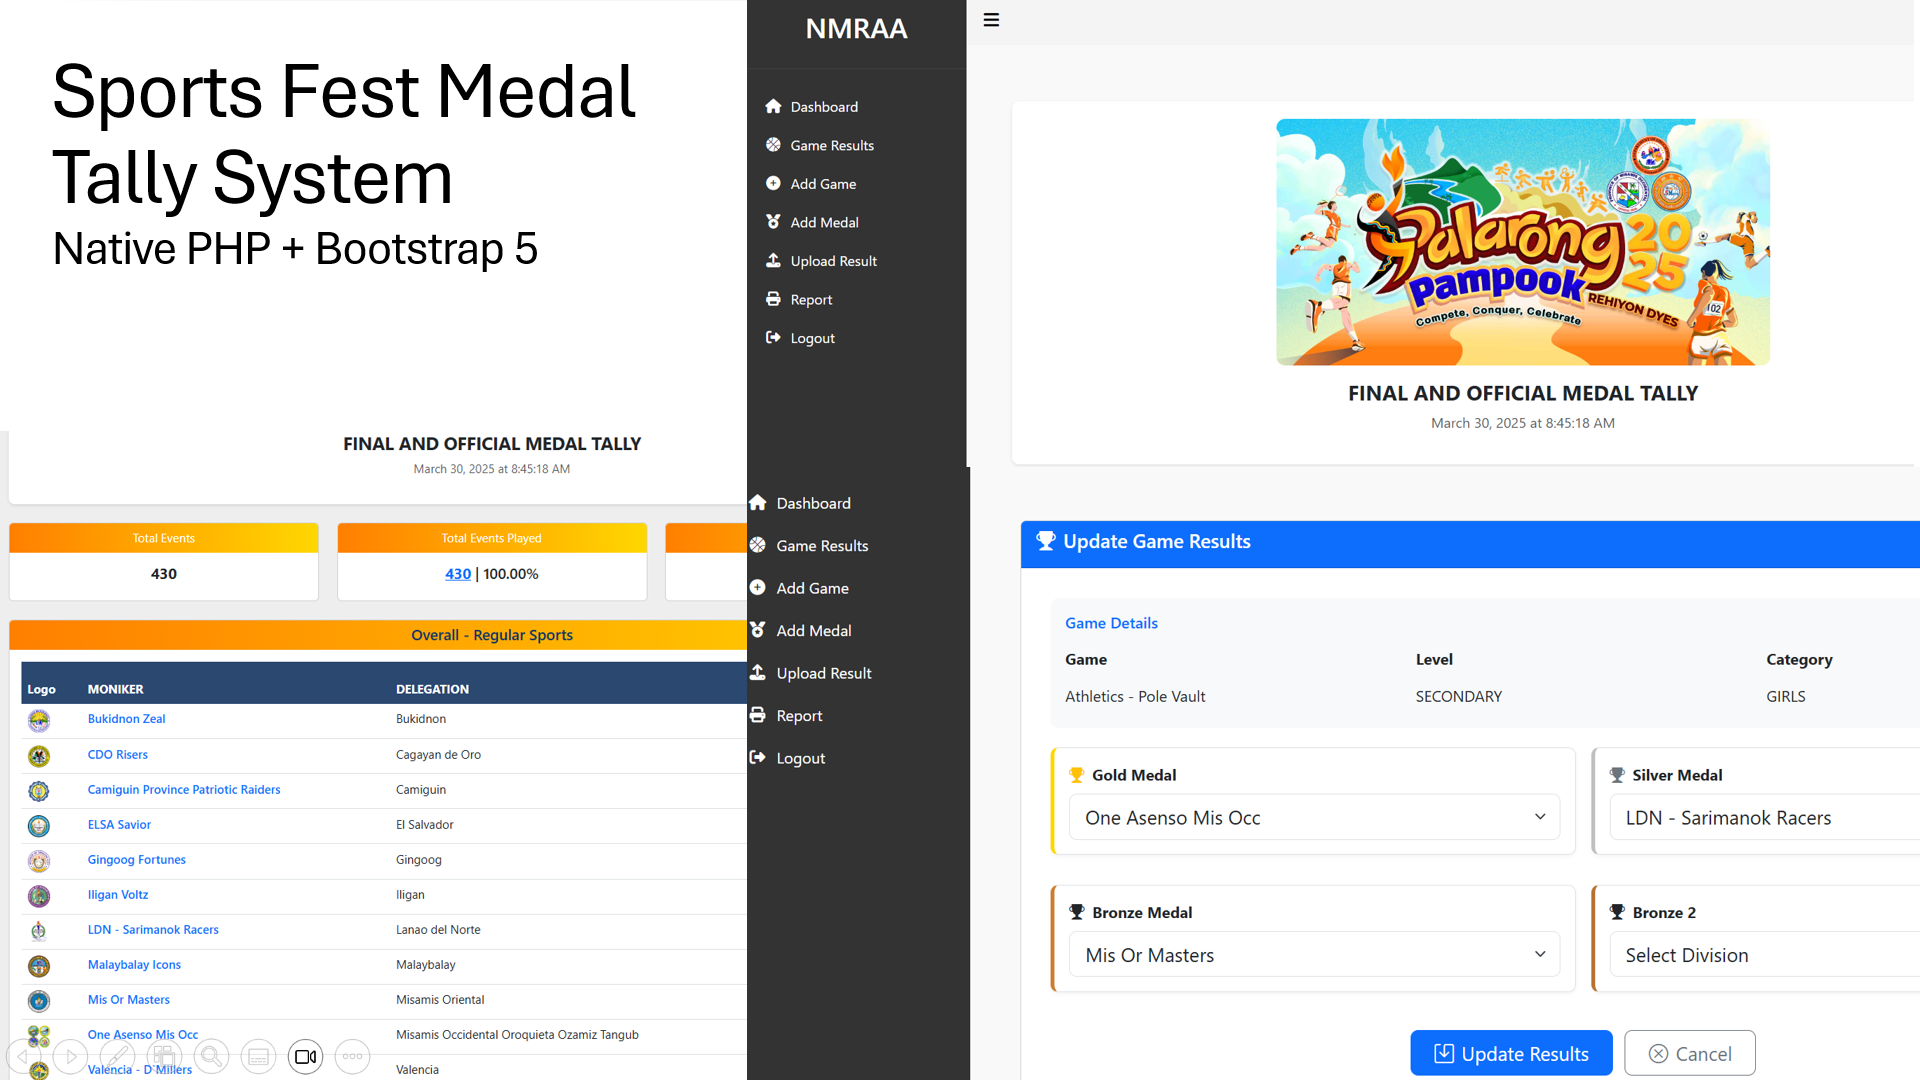 Sports Fest Medal
Tally System
Native PHP + Bootstrap 5
FINAL AND OFFICIAL MEDAL TALLY
March 30, 2025 at 8:45:18 AM
Total Events
430
Total Events Played
430 | 100.00%
Overall - Regular Sports
Logo MONIKER DELEGATION
Bukidnon Zeal Bukidnon
CDO Risers Cagayan de Oro
Camiguin Province Patriotic Raiders Camiguin
ELSA Savior El Salvador
Gingoog Fortunes Gingoog
Iligan Voltz Iligan
LDN - Sarimanok Racers Lanao del Norte
Malaybalay Icons Malaybalay
Mis Or Masters Misamis Oriental
One Asenso Mis Occ Misamis Occidental Oroquieta Ozamiz Tangub
Valencia - D Millers Valencia
NMRAA
Dashboard
Game Results
Add Game
Add Medal
Upload Result
Report
Logout
Dashboard
Game Results
Add Game
Add Medal
Upload Result
Report
Logout
Palarong
Pampook
2025
REHIYON DYES
Compete, Conquer, Celebrate
102
FINAL AND OFFICIAL MEDAL TALLY
March 30, 2025 at 8:45:18 AM
Update Game Results
Game Details
Game Level Category
Athletics - Pole Vault SECONDARY GIRLS
Gold Medal
One Asenso Mis Occ
Silver Medal
LDN - Sarimanok Racers
Bronze Medal
Mis Or Masters
Bronze 2
Select Division
Update Results
Cancel